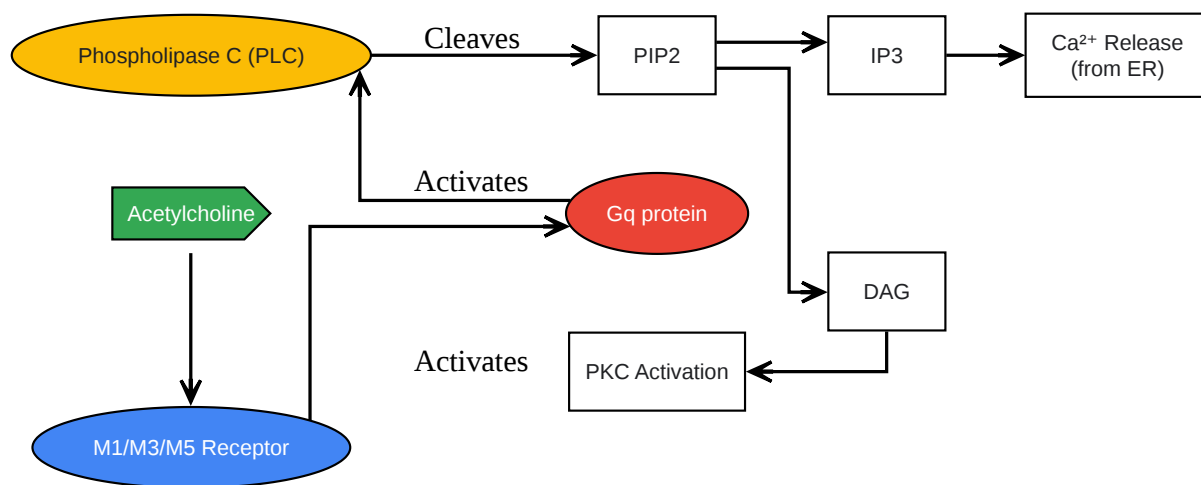 Phospholipase C (PLC)
Cleaves
PIP2
IP3
Ca²⁺ Release
(from ER)
Activates
Acetylcholine
Gq protein
DAG
Activates
PKC Activation
M1/M3/M5 Receptor